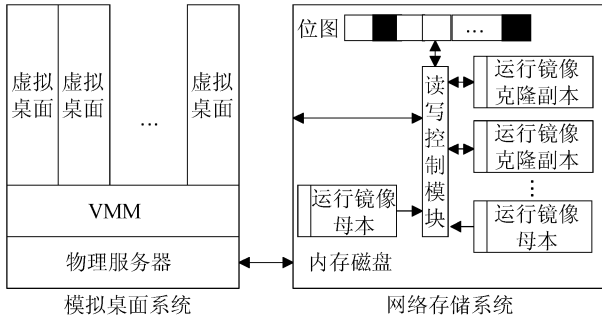 虚拟
桌面
虚拟
桌面
...
虚拟
桌面
VMM
物理服务器
模拟桌面系统
位图
...
读写控制模块
运行镜像
克隆副本
运行镜像
克隆副本
...
运行镜像
母本
运行镜像
母本
内存磁盘
网络存储系统